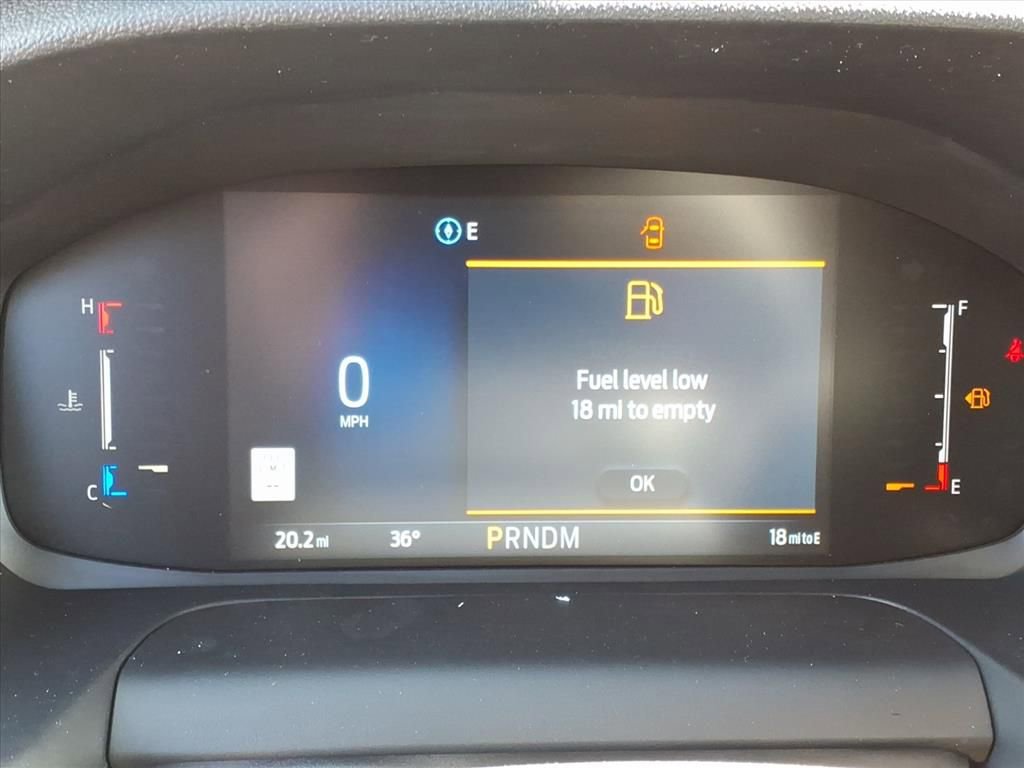 E
H
F
0
MPH
Fuel level low
18 mi to empty
C
OK
E
20.2 mi
36°
PRNDM
18 mi to E